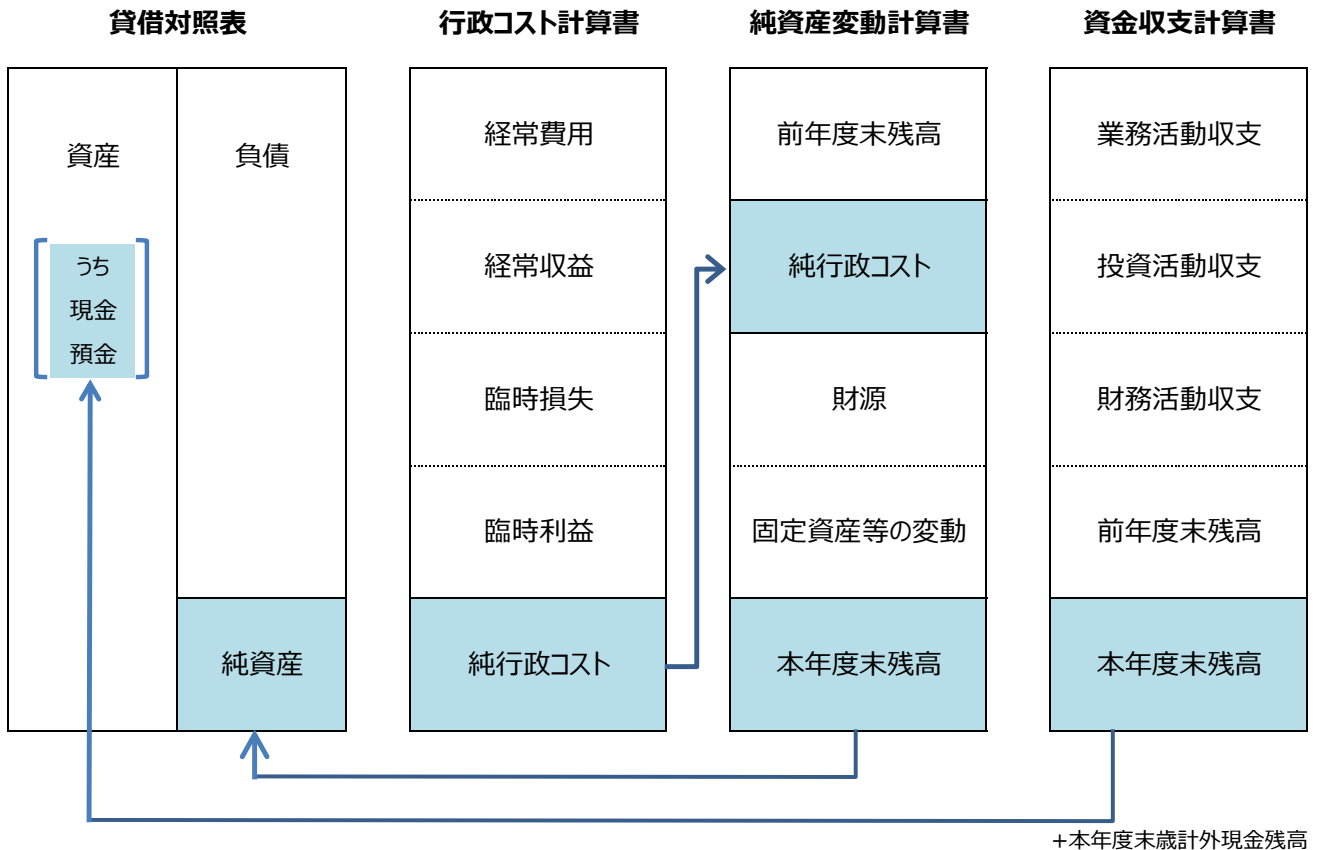 貸借対照表
行政コスト計算書
純資産変動計算書
資金収支計算書
資産
負債
うち
現金
預金
純資産
経常費用
経常収益
臨時損失
臨時利益
純行政コスト
前年度末残高
純行政コスト
財源
固定資産等の変動
本年度末残高
業務活動収支
投資活動収支
財務活動収支
前年度末残高
本年度末残高
+本年度末歳計外現金残高